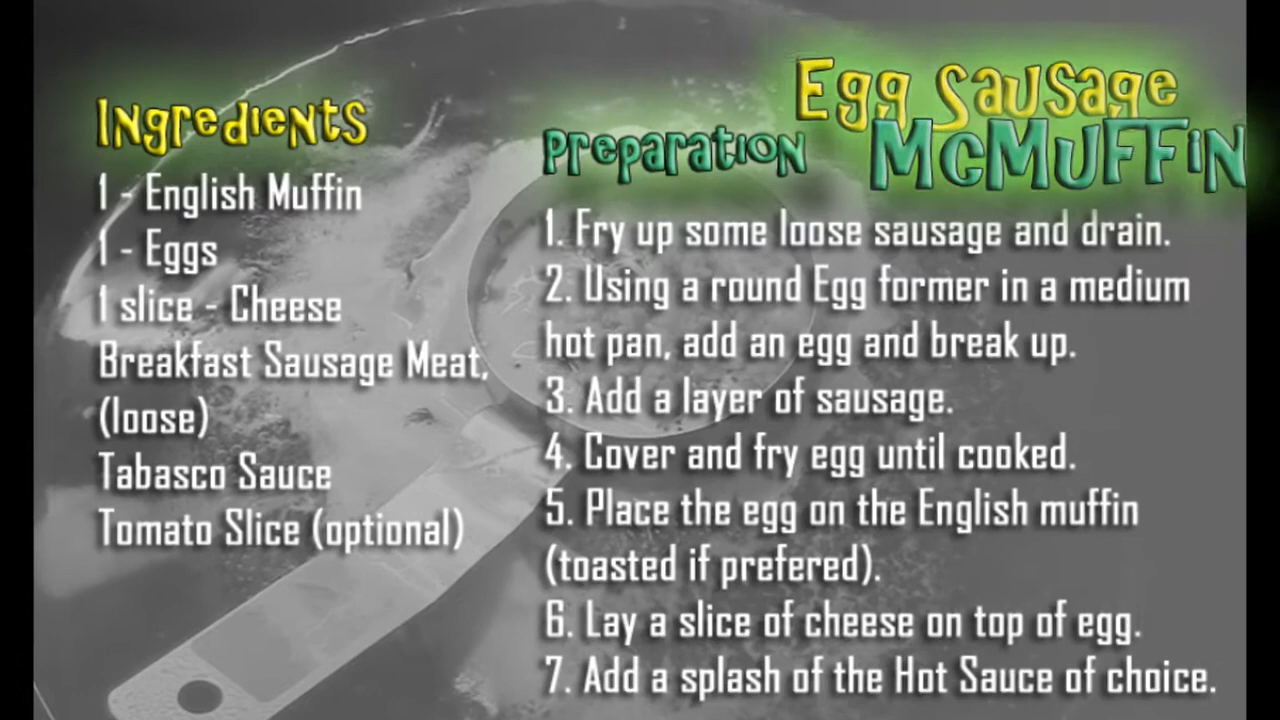 Egg Sausage
McMuffin
Ingredients
1 - English Muffin
1 - Eggs
1 slice - Cheese
Breakfast Sausage Meat,
(loose)
Tabasco Sauce
Tomato Slice (optional)
Preparation
1. Fry up some loose sausage and drain.
2. Using a round Egg former in a medium
hot pan, add an egg and break up.
3. Add a layer of sausage.
4. Cover and fry egg until cooked.
5. Place the egg on the English muffin
(toasted if prefered).
6. Lay a slice of cheese on top of egg.
7. Add a splash of the Hot Sauce of choice.